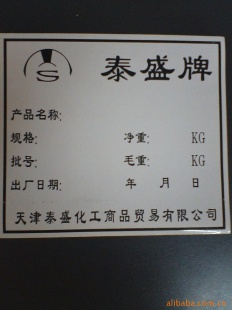 S 泰盛牌
产品名称：
规格： 净重： KG
批号： 毛重： KG
出厂日期： 年 月 日
天津泰盛化工商品贸易有限公司
alibaba.com.cn